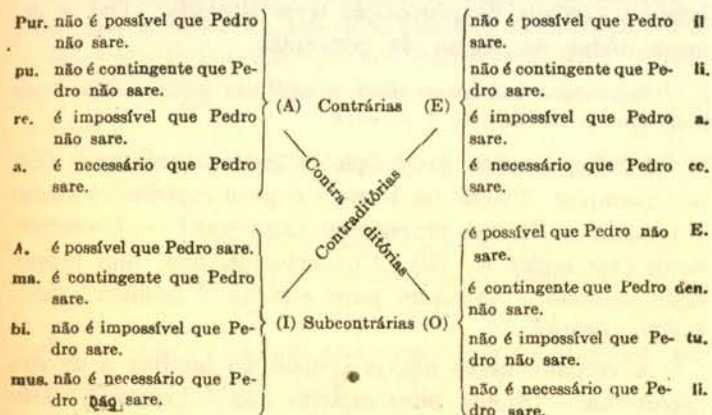 Pur. não é possível que Pedro
não sare.
pu. não é contingente que Pe-
dro não sare.
re. é impossível que Pedro
não sare.
a. é necessário que Pedro
sare.
(A) Contrárias (E)
não é possível que Pedro il
sare.
não é contingente que Pe- li.
dro sare.
é impossível que Pedro a.
sare.
é necessário que Pedro ce.
sare.
Contra ditórias
Contraditórias
A. é possível que Pedro sare.
ma. é contingente que Pedro
sare.
bi. não é impossível que Pe-
dro sare.
mus. não é necessário que Pe-
dro não sare.
(I) Subcontrárias (O)
é possível que Pedro não E.
sare.
é contingente que Pedro den.
não sare.
não é impossível que Pe- tu.
dro não sare.
não é necessário que Pe- li.
dro sare.